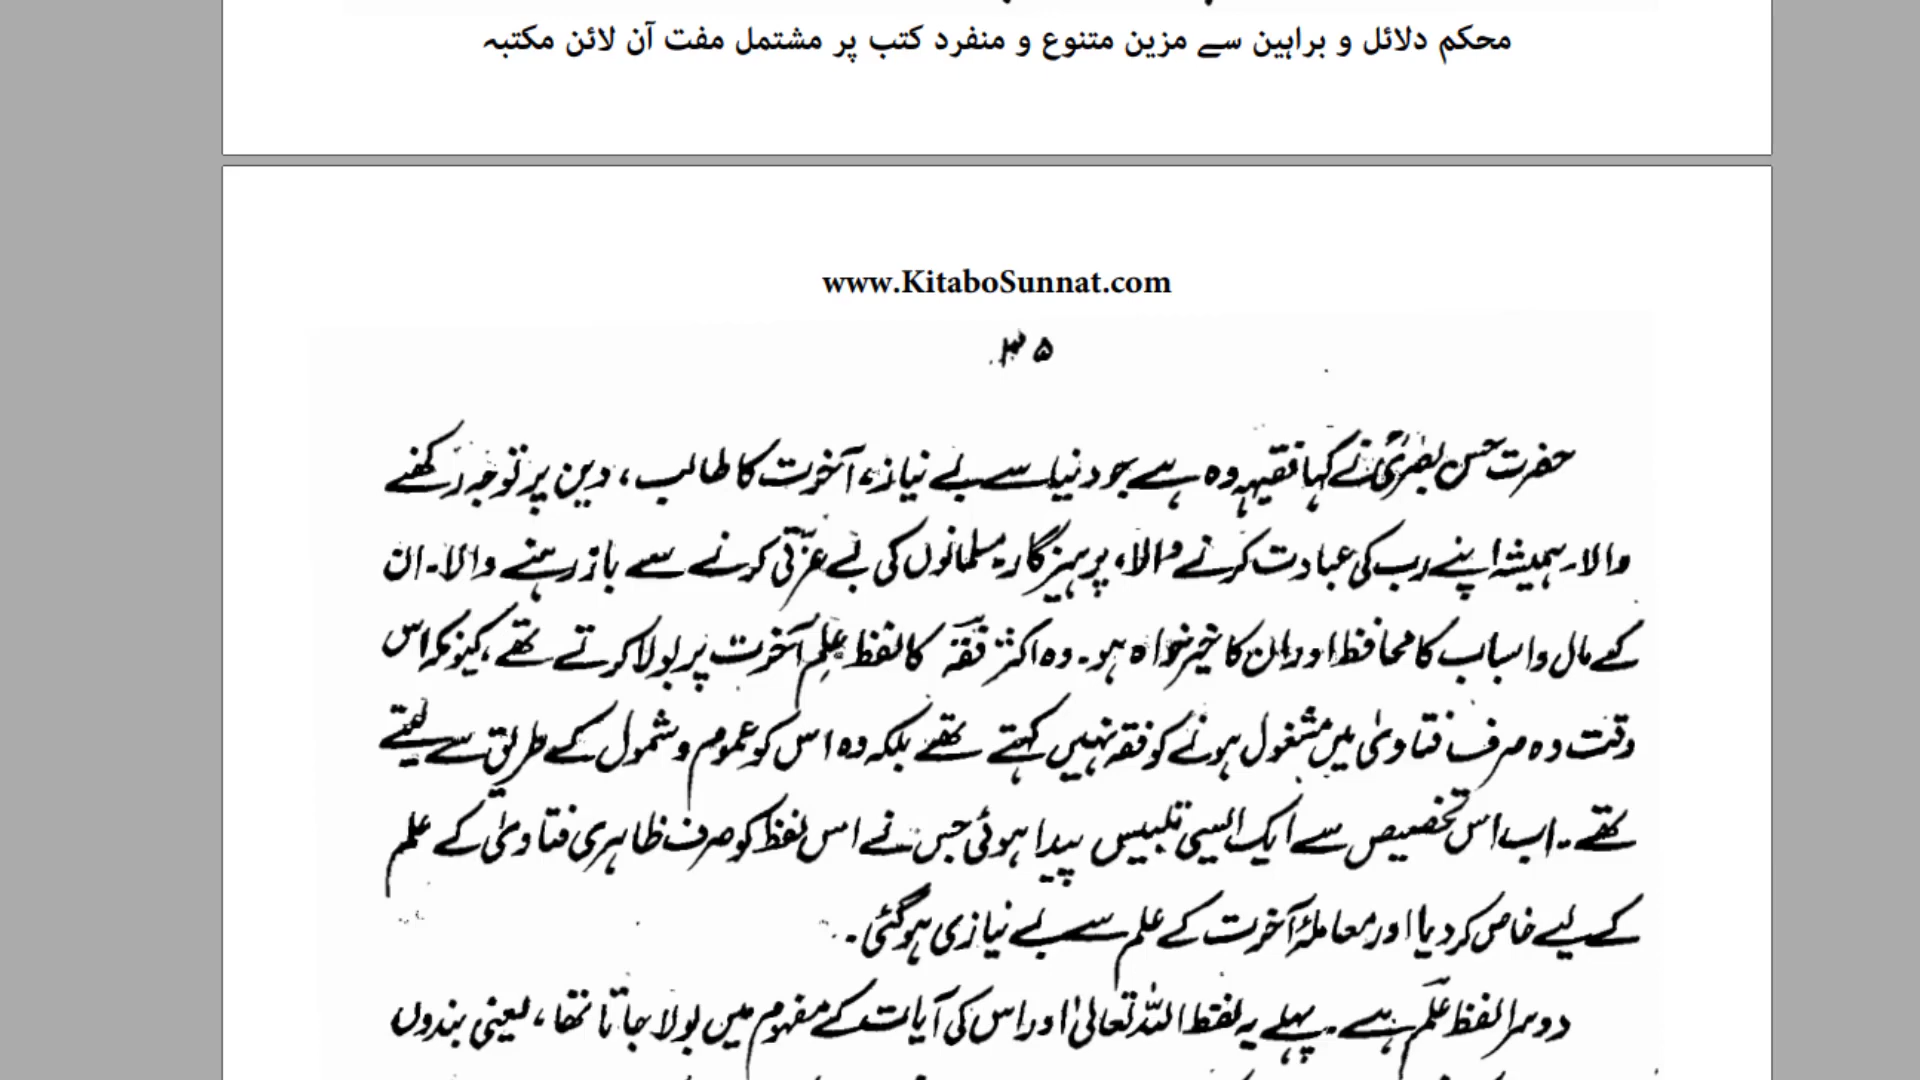 محکم دلائل و براہین سے مزین متنوع و منفرد کتب پر مشتمل مفت آن لائن مکتبہ
www.KitaboSunnat.com
۳۵
حضرت حسن بصریؒ نے کہا فقیہہ وہ ہے جو دنیا سے بے نیاز، آخرت کا طالب، دین پر توجہ رکھنے
والا۔ ہمیشہ اپنے رب کی عبادت کرنے والا، پرہیزگار۔ مسلمانوں کی بے عزّتی کرنے سے باز رہنے والا۔ ان
کے مال و اسباب کا محافظ اور ان کا خیر خواہ ہو۔ وہ اکثر فقہ کا لفظ علمِ آخرت پر بولا کرتے تھے، کیونکہ اس
وقت وہ صرف فتاویٰ میں مشغول ہونے کو فقہ نہیں کہتے تھے بلکہ وہ اس کو عموم و شمول کے طریق سے لیتے
تھے۔ اب اس تخصیص سے ایک ایسی تلبیس پیدا ہوئی جس نے اس لفظ کو صرف ظاہری فتاویٰ کے علم
کے لیے خاص کر دیا اور معاملۂ آخرت کے علم سے بے نیازی ہو گئی۔
دوسرا لفظ علم ہے۔ پہلے یہ لفظ اللہ تعالیٰ اور اس کی آیات کے مفہوم میں بولا جاتا تھا، یعنی بندوں